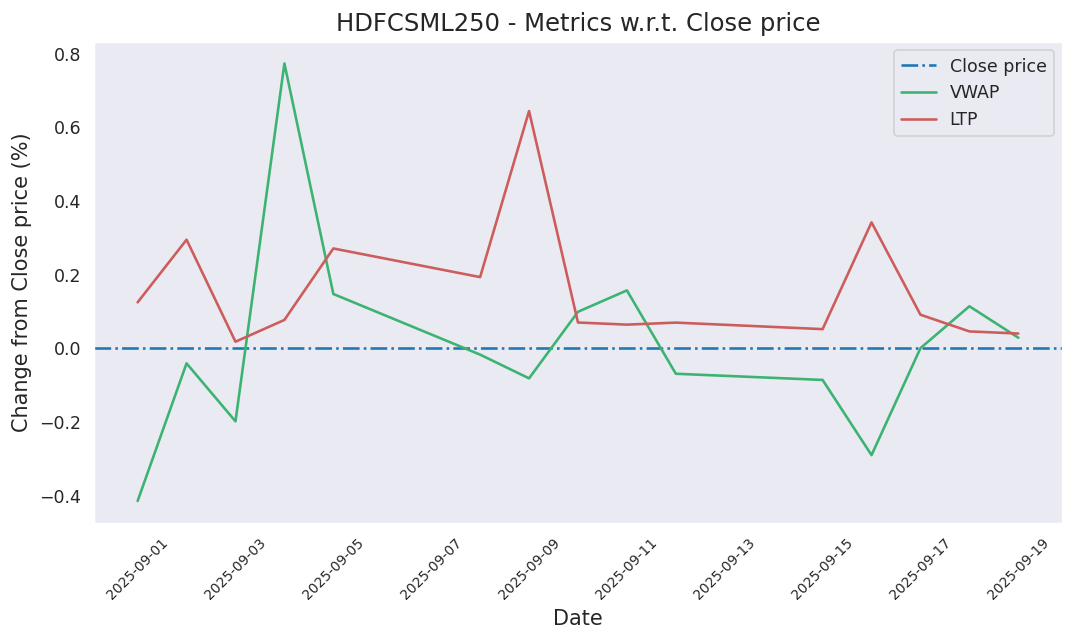 HDFCSML250 - Metrics w.r.t. Close price
Close price
VWAP
LTP
Change from Close price (%)
0.8
0.6
0.4
0.2
0.0
−0.2
−0.4
2025-09-01
2025-09-03
2025-09-05
2025-09-07
2025-09-09
2025-09-11
2025-09-13
2025-09-15
2025-09-17
2025-09-19
Date